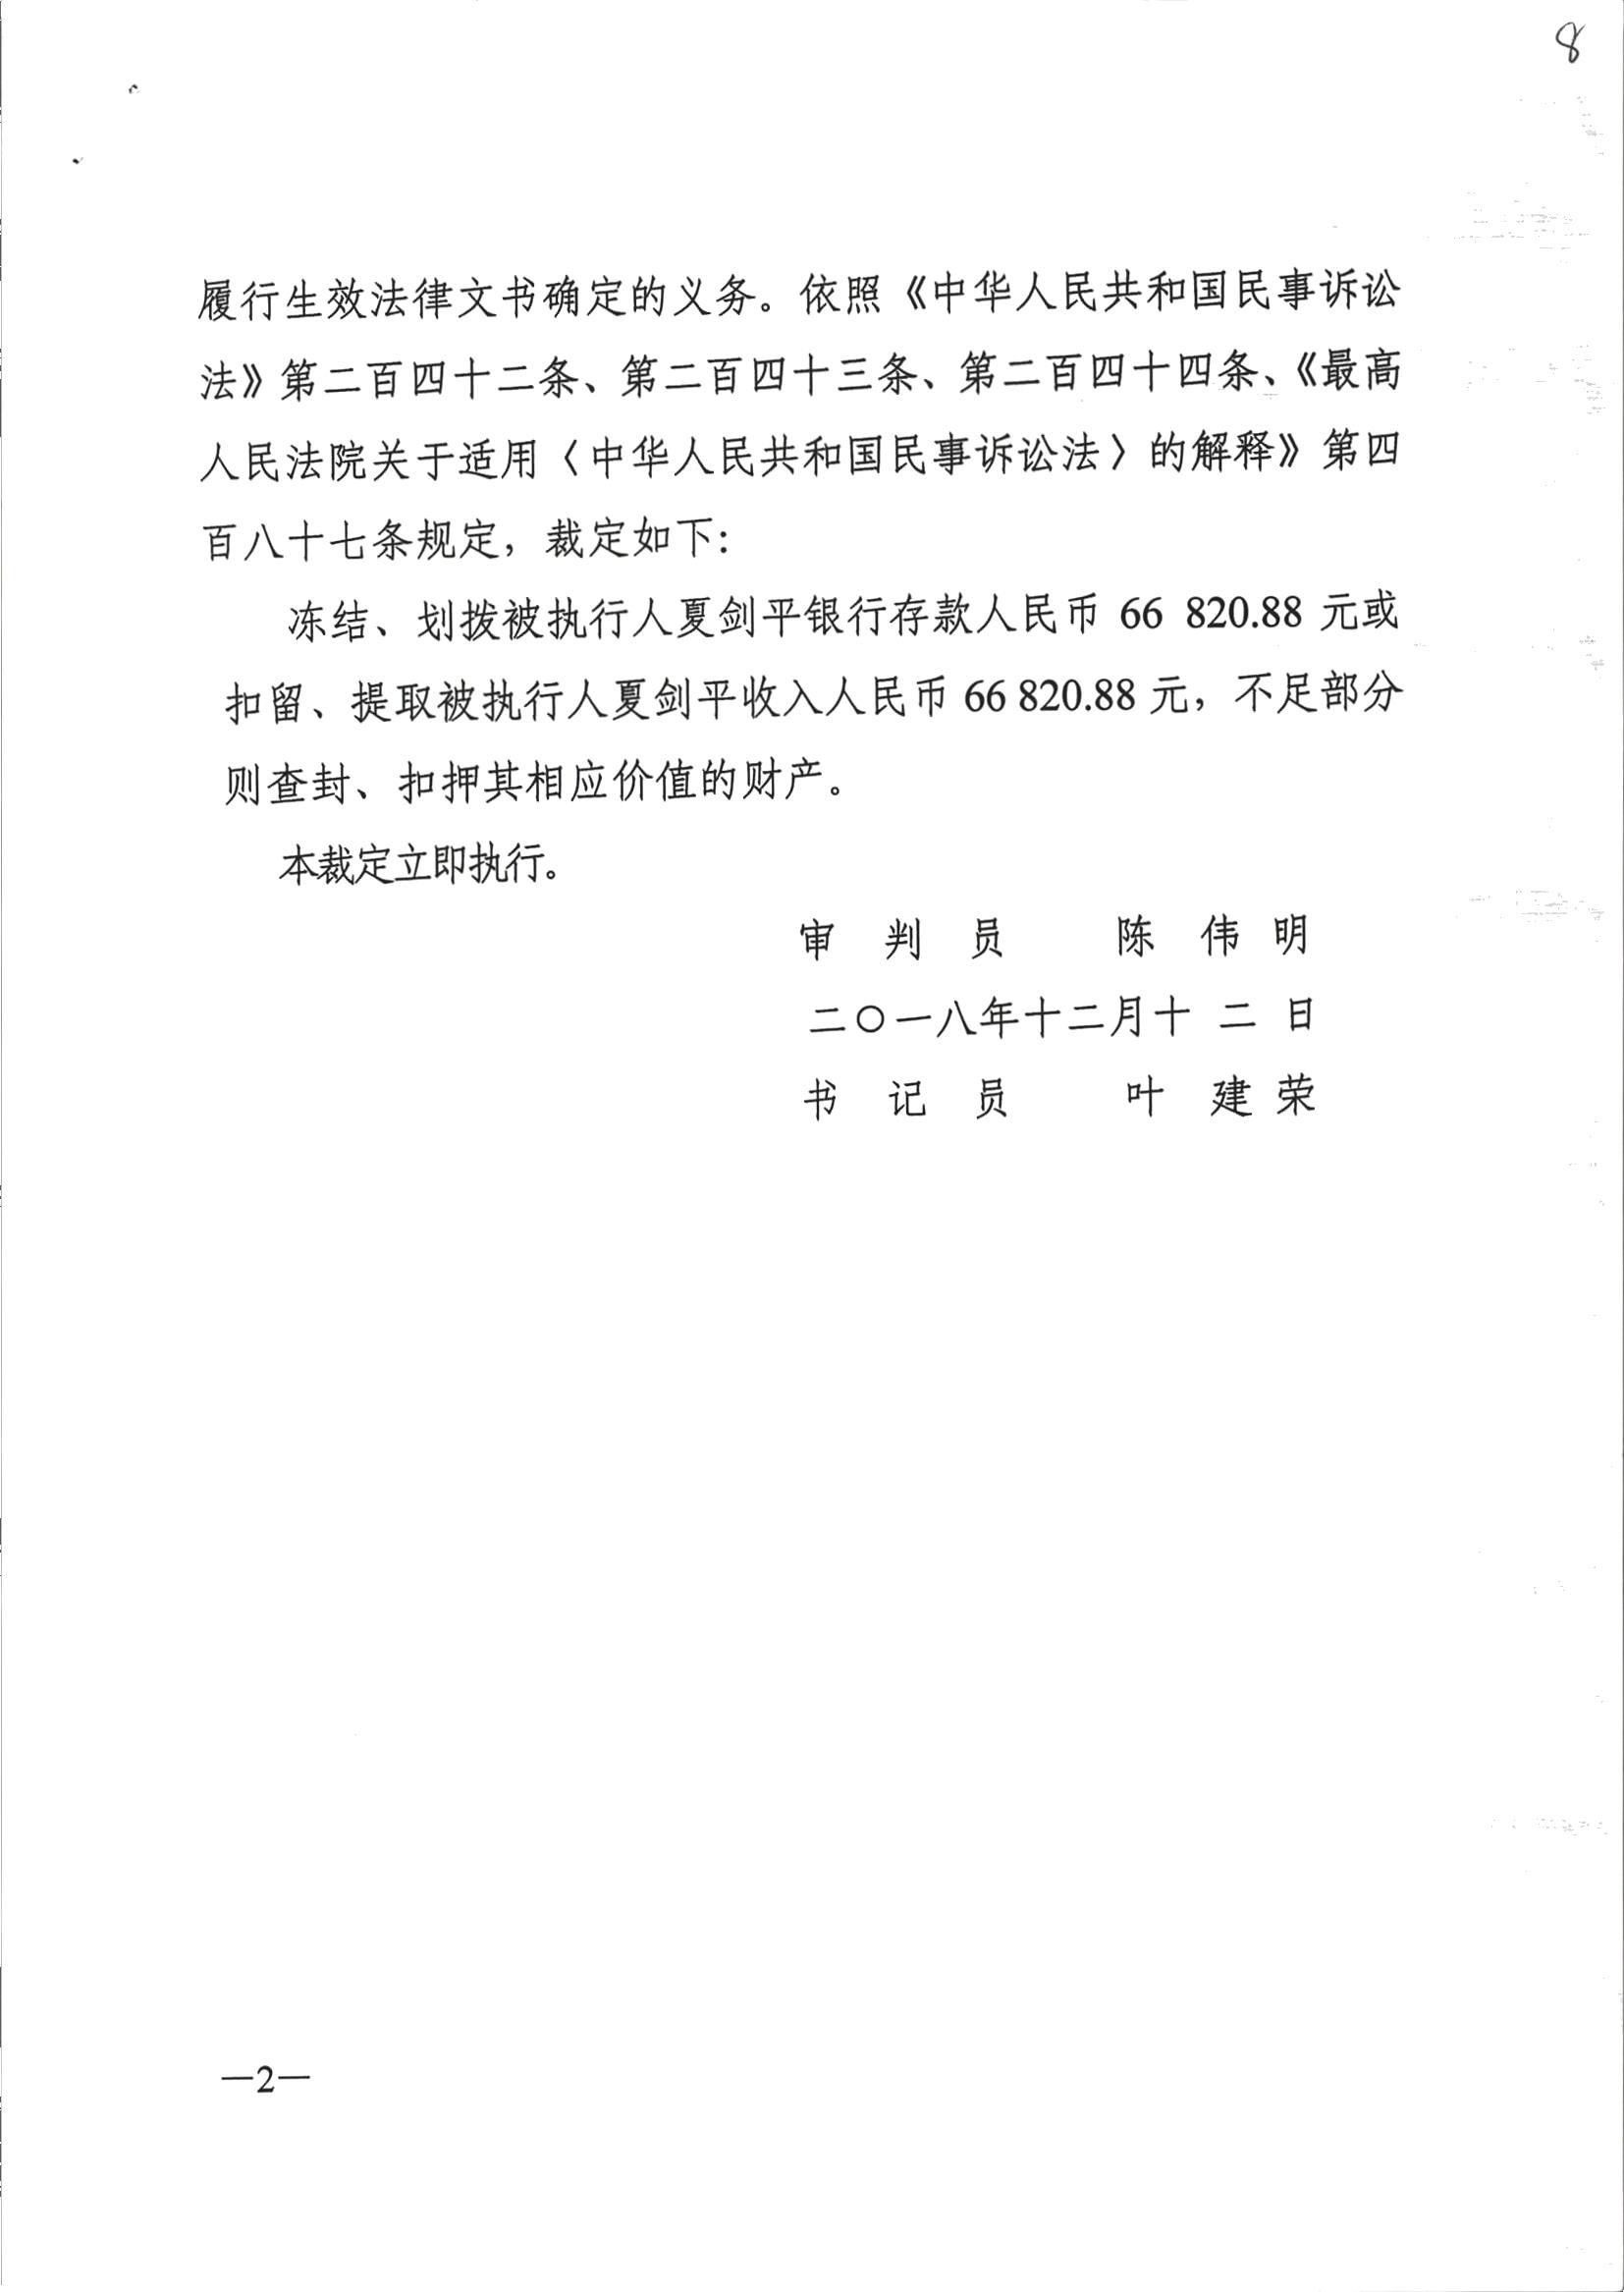 8
履行生效法律文书确定的义务。依照《中华人民共和国民事诉讼
法》第二百四十二条、第二百四十三条、第二百四十四条、《最高
人民法院关于适用〈中华人民共和国民事诉讼法〉的解释》第四
百八十七条规定，裁定如下：
冻结、划拨被执行人夏剑平银行存款人民币 66 820.88 元或
扣留、提取被执行人夏剑平收入人民币 66 820.88 元，不足部分
则查封、扣押其相应价值的财产。
本裁定立即执行。
审 判 员 陈 伟 明
二〇一八年十二月十 二 日
书 记 员 叶 建 荣
—2—